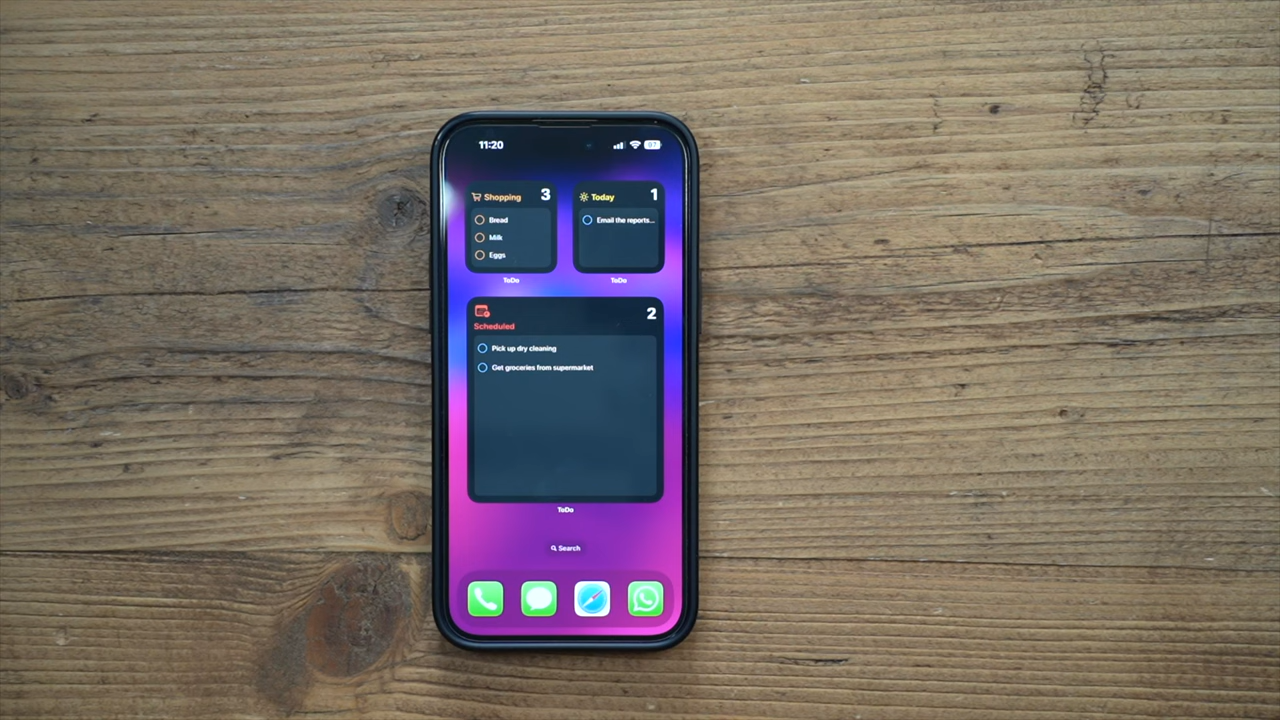 11:20
97
Shopping 3
Bread
Milk
Eggs
ToDo
Today 1
Email the reports...
ToDo
Scheduled 2
Pick up dry cleaning
Get groceries from supermarket
ToDo
Search